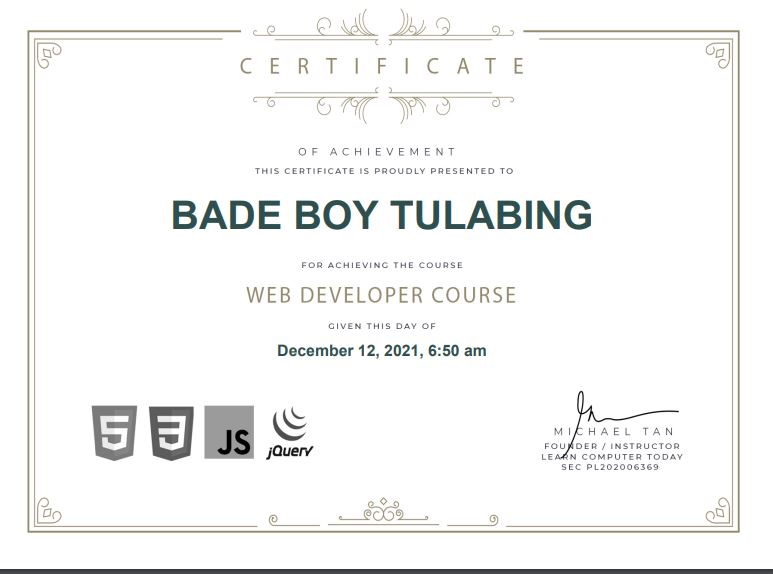 CERTIFICATE
OF ACHIEVEMENT
THIS CERTIFICATE IS PROUDLY PRESENTED TO
BADE BOY TULABING
FOR ACHIEVING THE COURSE
WEB DEVELOPER COURSE
GIVEN THIS DAY OF
December 12, 2021, 6:50 am
5 3 JS jQuery
MICHAEL TAN
FOUNDER / INSTRUCTOR
LEARN COMPUTER TODAY
SEC PL202006369